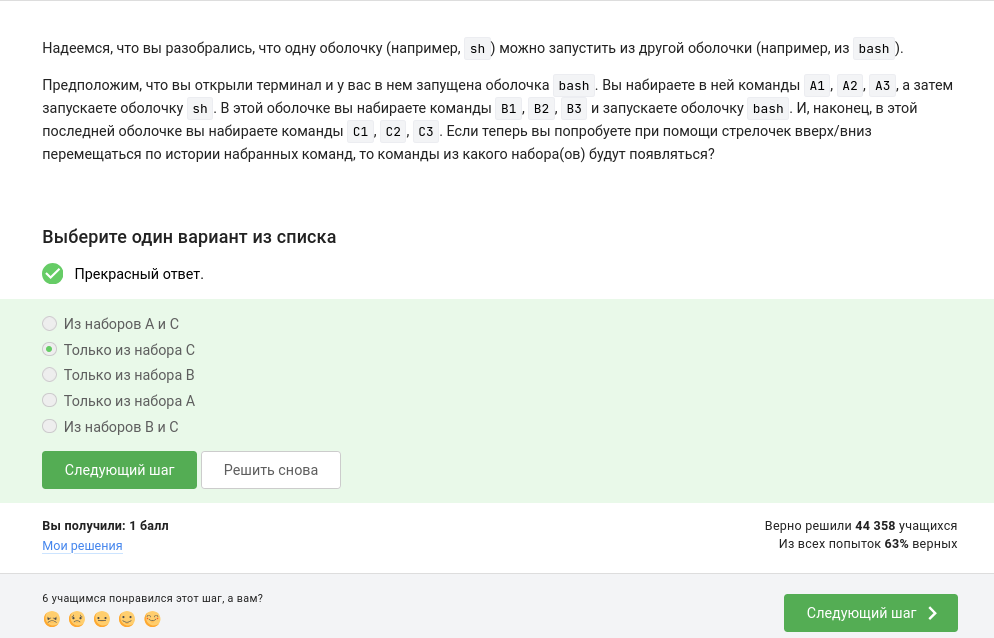 Надеемся, что вы разобрались, что одну оболочку (например, sh) можно запустить из другой оболочки (например, из bash).
Предположим, что вы открыли терминал и у вас в нем запущена оболочка bash. Вы набираете в ней команды A1, A2, A3, а затем
запускаете оболочку sh. В этой оболочке вы набираете команды B1, B2, B3 и запускаете оболочку bash. И, наконец, в этой
последней оболочке вы набираете команды C1, C2, C3. Если теперь вы попробуете при помощи стрелочек вверх/вниз
перемещаться по истории набранных команд, то команды из какого набора(ов) будут появляться?
Выберите один вариант из списка
Прекрасный ответ.
Из наборов A и C
Только из набора C
Только из набора B
Только из набора A
Из наборов B и C
Следующий шаг
Решить снова
Вы получили: 1 балл
Мои решения
Верно решили 44 358 учащихся
Из всех попыток 63% верных
6 учащимся понравился этот шаг, а вам?
Следующий шаг